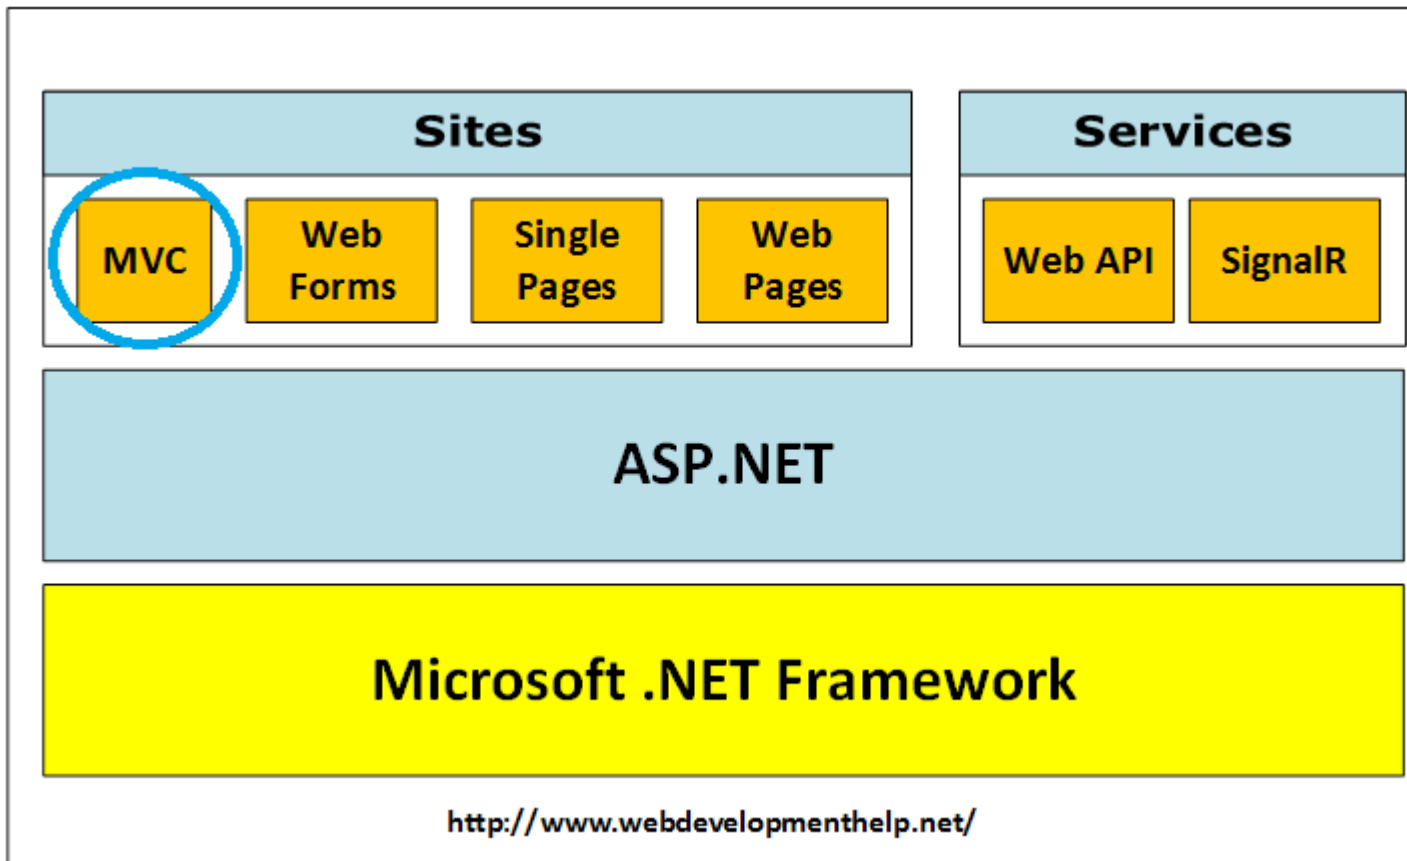 Sites
Services
MVC
Web
Forms
Single
Pages
Web
Pages
Web API
SignalR
ASP.NET
Microsoft .NET Framework
http://www.webdevelopmenthelp.net/